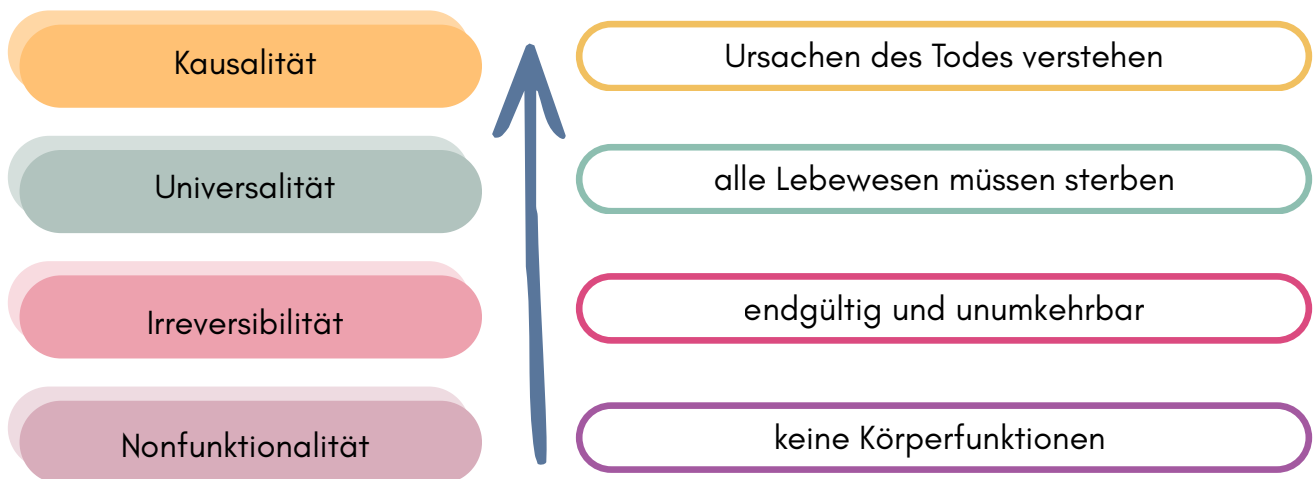 Kausalität
Ursachen des Todes verstehen
Universalität
alle Lebewesen müssen sterben
Irreversibilität
endgültig und unumkehrbar
Nonfunktionalität
keine Körperfunktionen